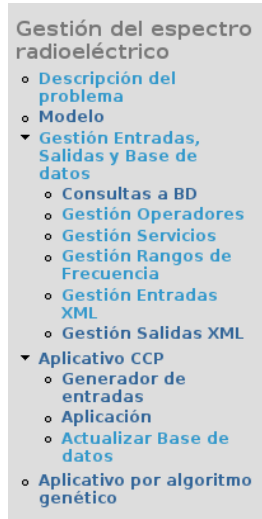 Gestión del espectro
radioeléctrico
Descripción del
problema
Modelo
Gestión Entradas,
Salidas y Base de
datos
Consultas a BD
Gestión Operadores
Gestión Servicios
Gestión Rangos de
Frecuencia
Gestión Entradas
XML
Gestión Salidas XML
Aplicativo CCP
Generador de
entradas
Aplicación
Actualizar Base de
datos
Aplicativo por algoritmo
genético